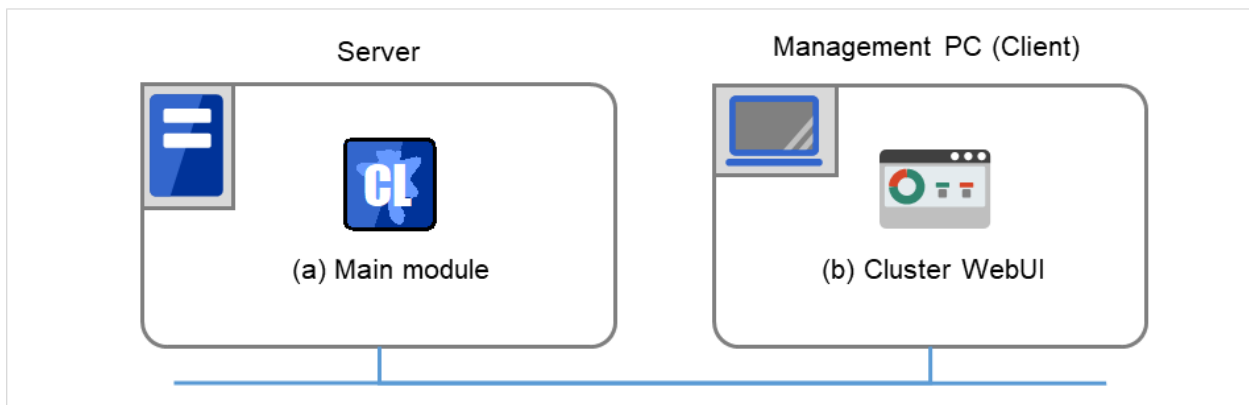 Server
Management PC (Client)
CL
(a) Main module
(b) Cluster WebUI